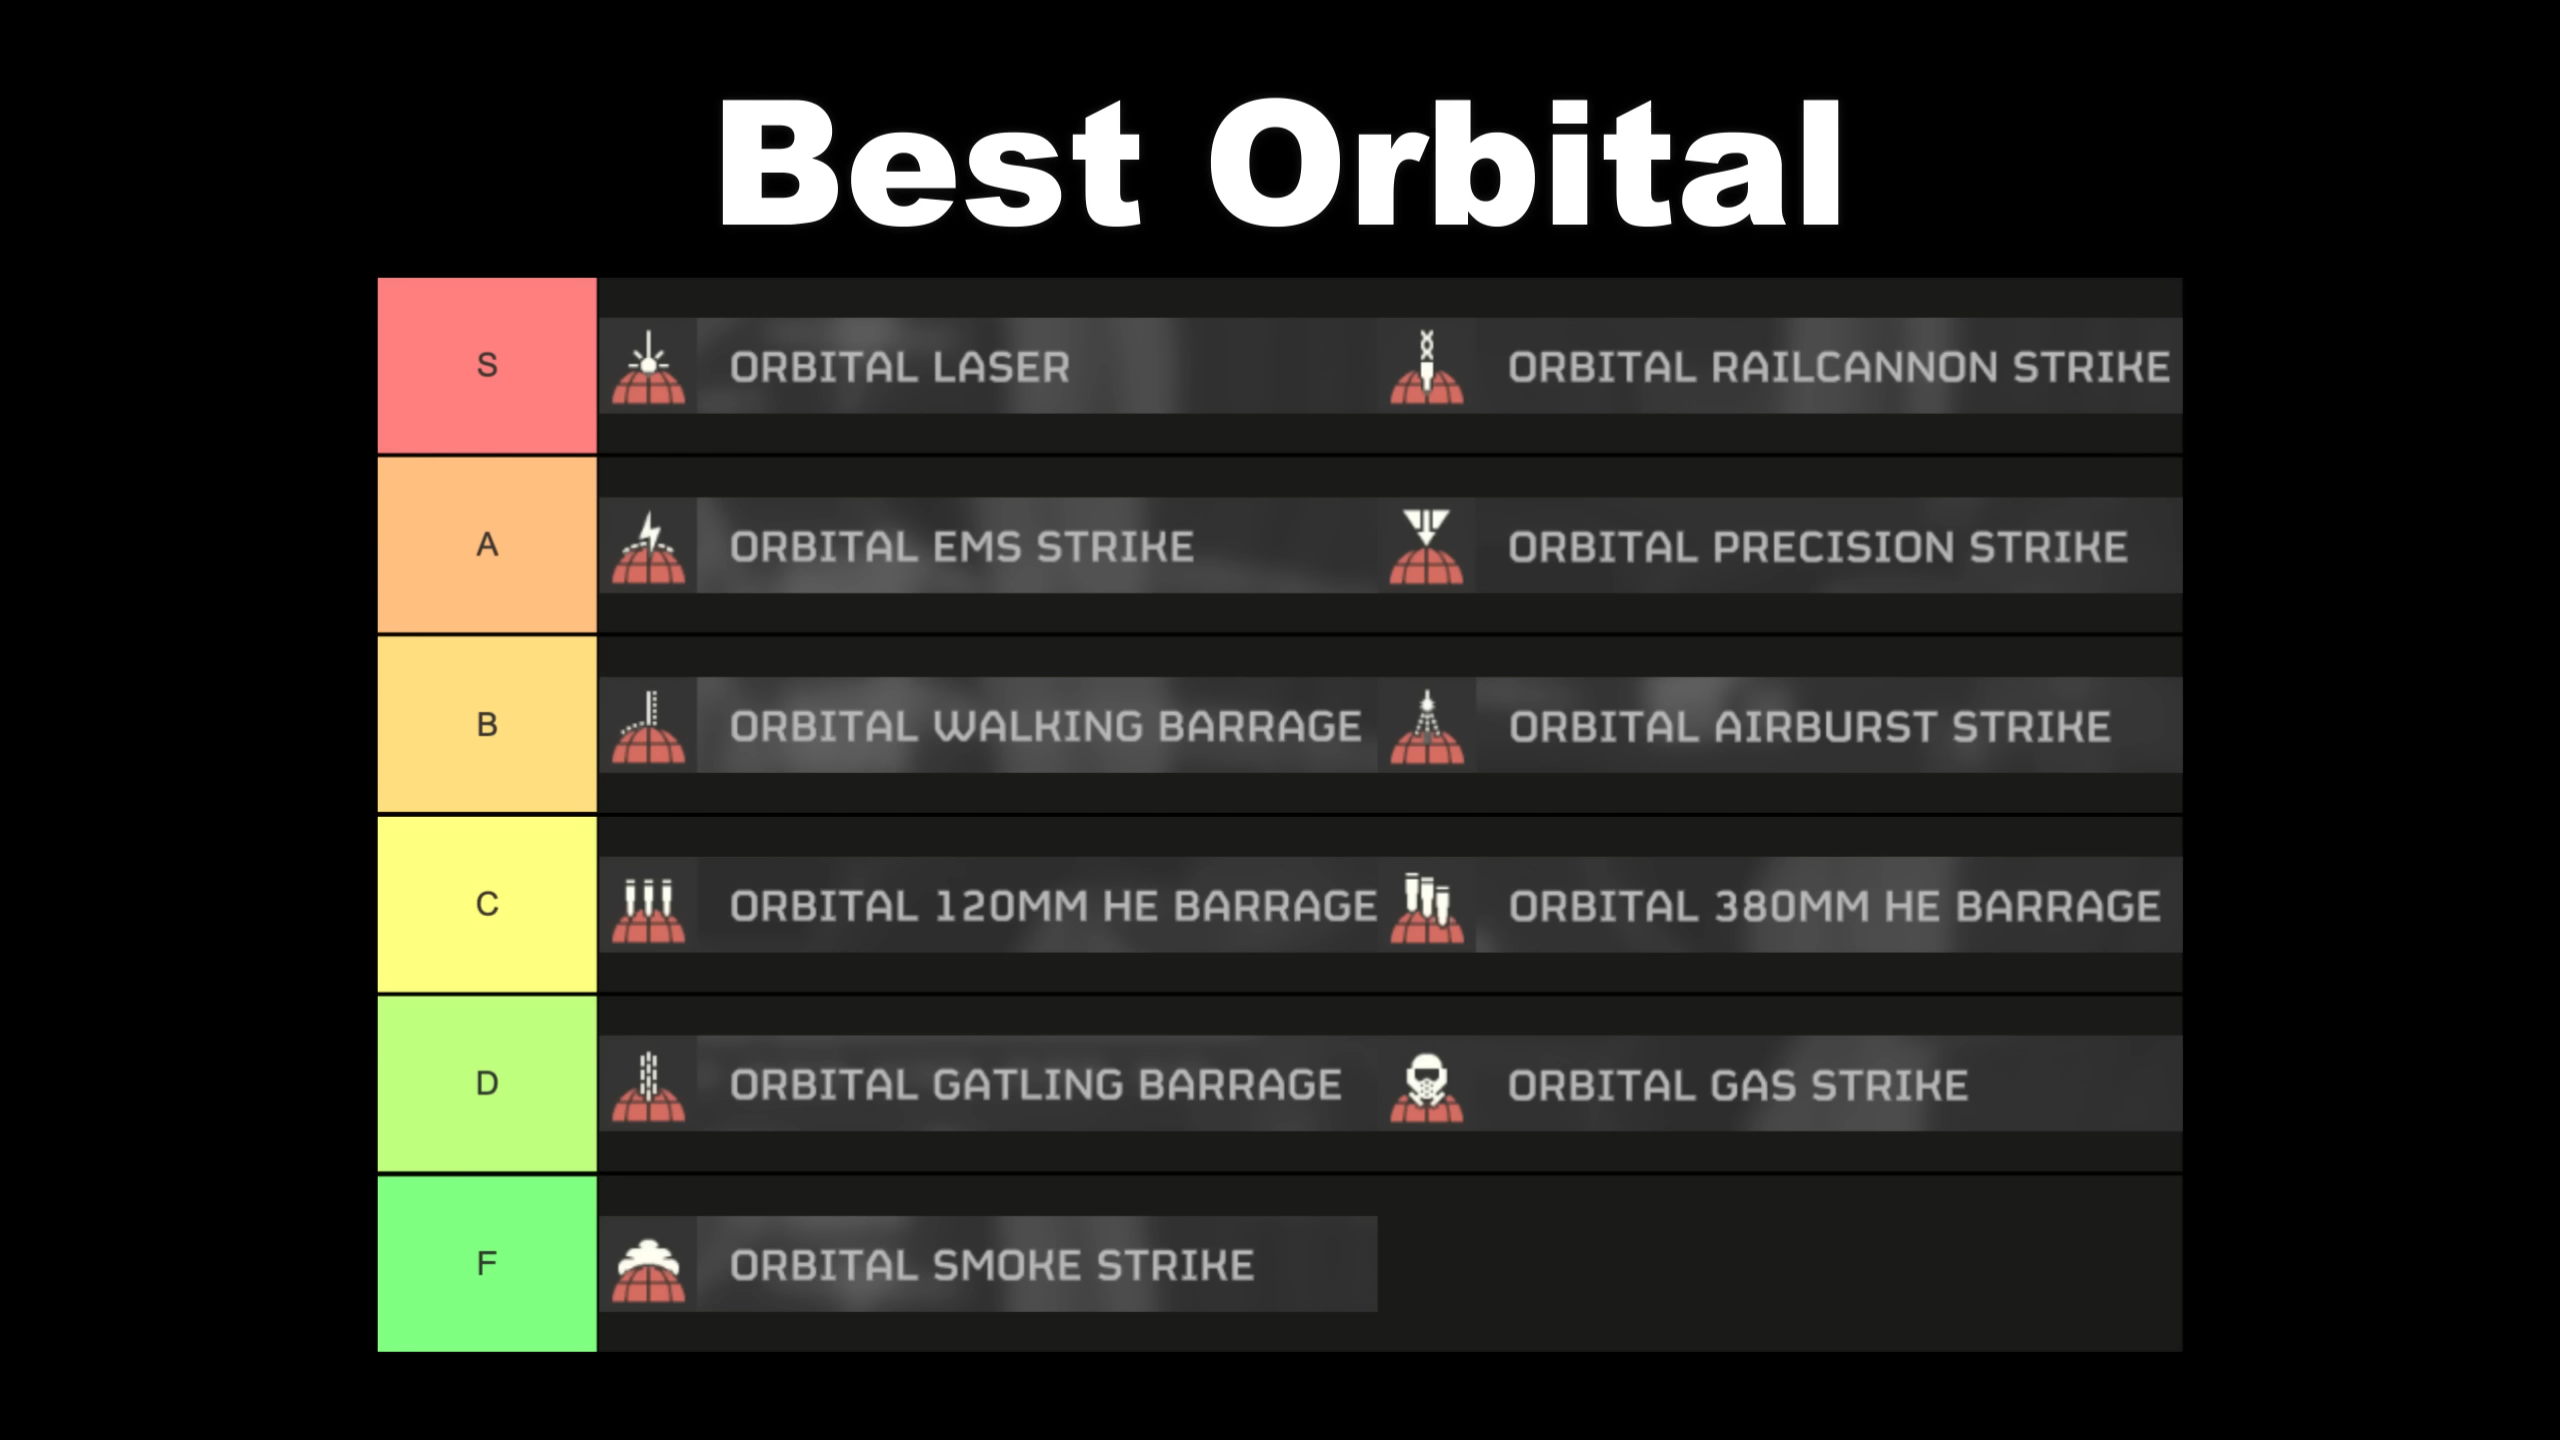 Best Orbital
S
ORBITAL LASER
ORBITAL RAILCANNON STRIKE
A
ORBITAL EMS STRIKE
ORBITAL PRECISION STRIKE
B
ORBITAL WALKING BARRAGE
ORBITAL AIRBURST STRIKE
C
ORBITAL 120MM HE BARRAGE
ORBITAL 380MM HE BARRAGE
D
ORBITAL GATLING BARRAGE
ORBITAL GAS STRIKE
F
ORBITAL SMOKE STRIKE